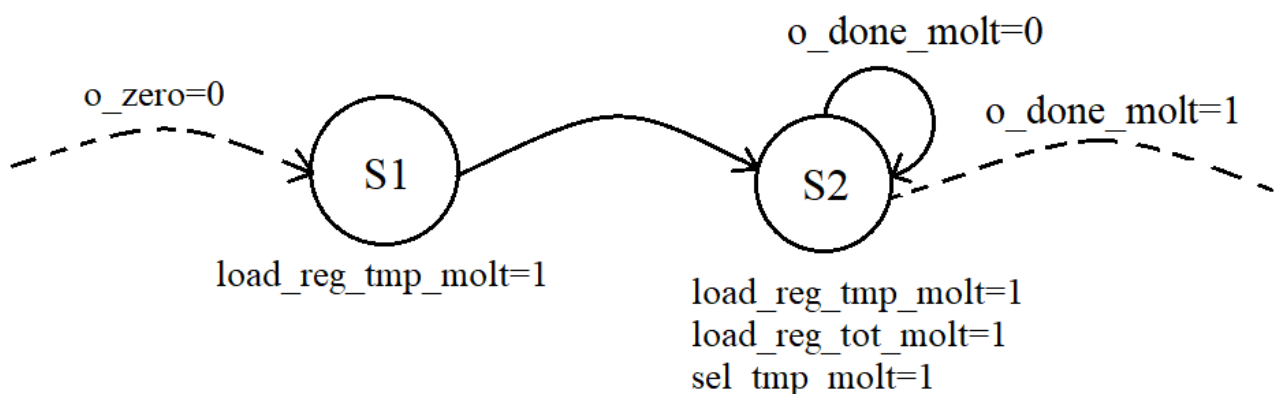 o_done_molt=0
o_zero=0
o_done_molt=1
S1
S2
load_reg_tmp_molt=1
load_reg_tmp_molt=1
load_reg_tot_molt=1
sel_tmp_molt=1